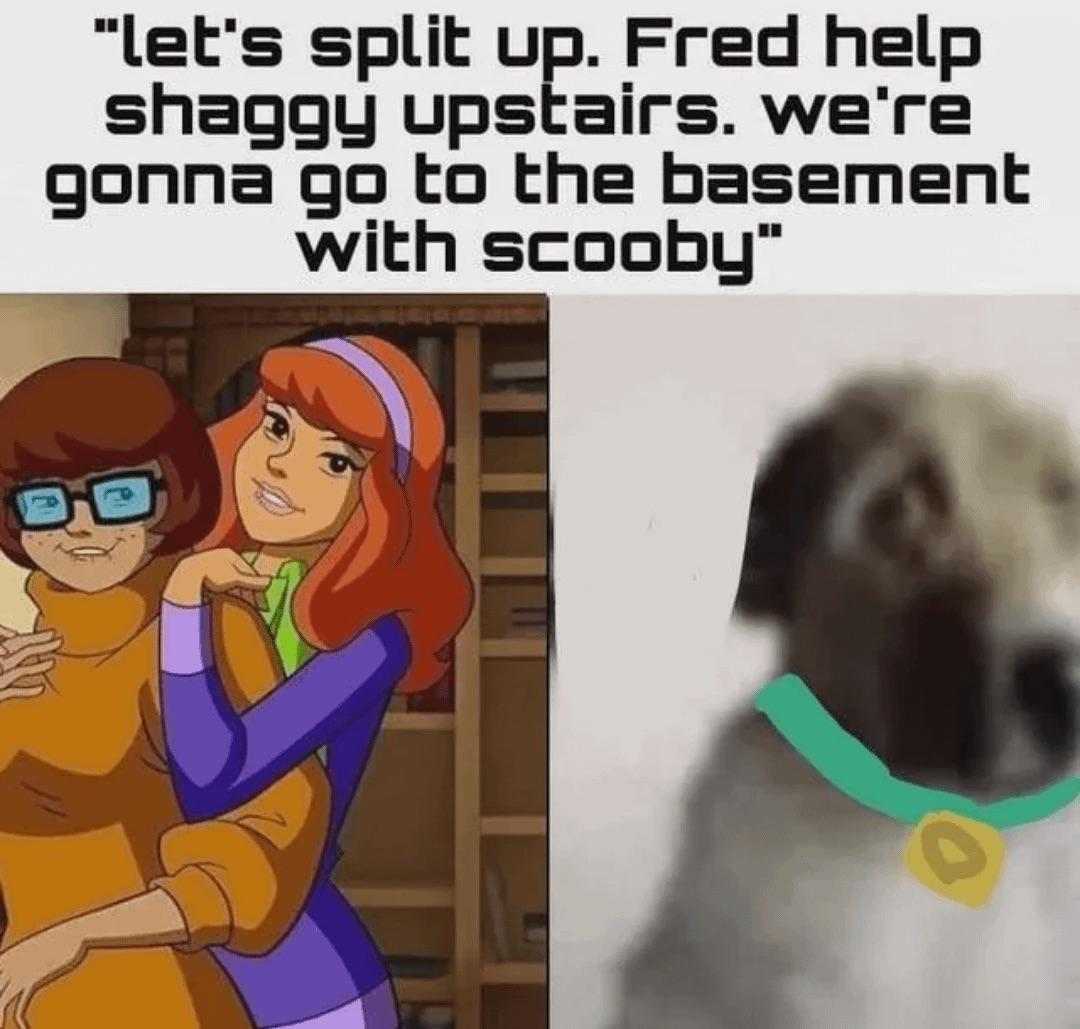 "let's split up. Fred help
shaggy upstairs. we're
gonna go to the basement
with scooby"